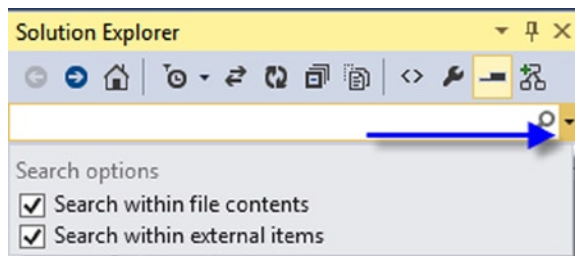 Solution Explorer
Search options
Search within file contents
Search within external items